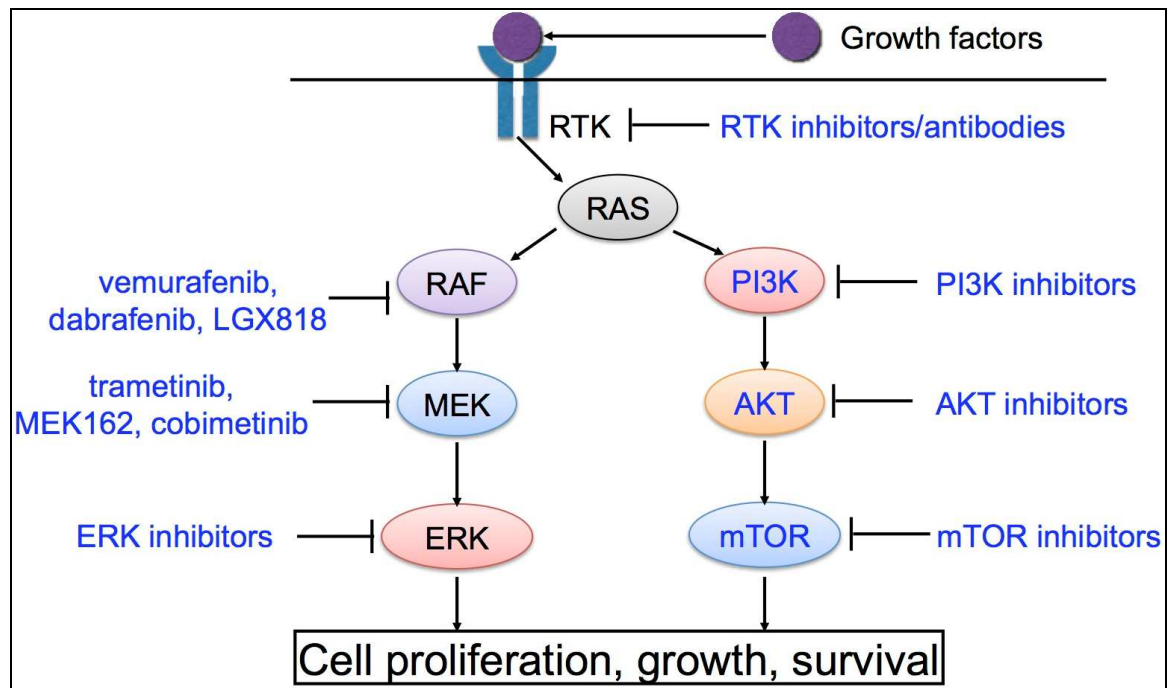 Growth factors
RTK
RTK inhibitors/antibodies
RAS
vemurafenib,
dabrafenib, LGX818
RAF
PI3K
PI3K inhibitors
trametinib,
MEK162, cobimetinib
MEK
AKT
AKT inhibitors
ERK inhibitors
ERK
mTOR
mTOR inhibitors
Cell proliferation, growth, survival